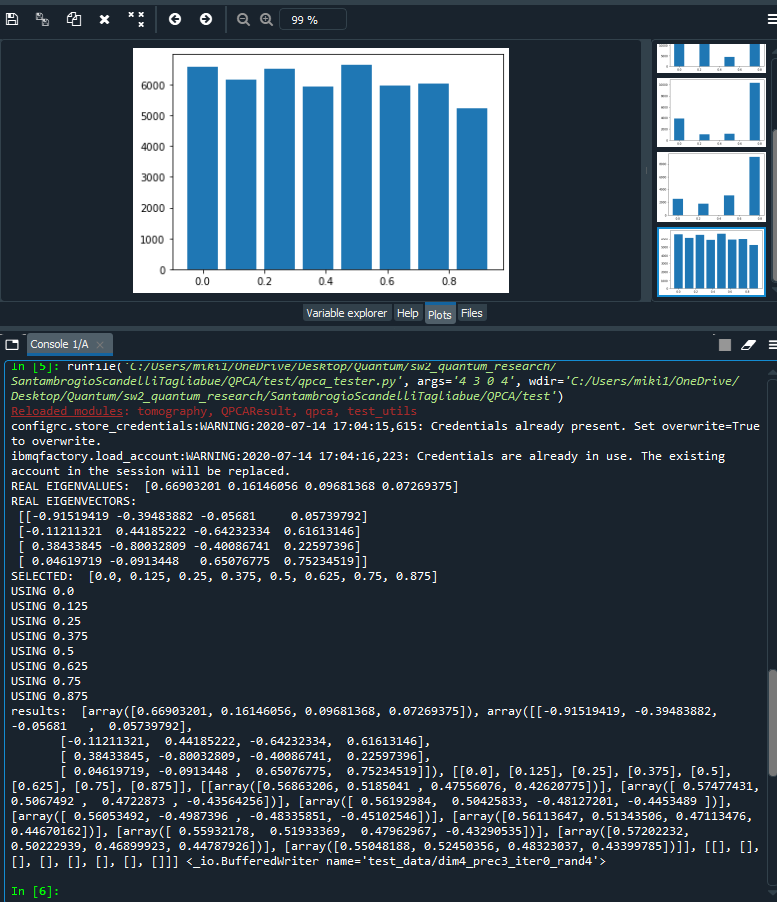 99 %
6000
5000
4000
3000
2000
1000
0
0.0 0.2 0.4 0.6 0.8
Variable explorer Help Plots Files
Console 1/A
In [5]: runfile('C:/Users/miki1/OneDrive/Desktop/Quantum/sw2_quantum_research/
SantambrogioScandelliTagliabue/QPCA/test/qpca_tester.py', args='4 3 0 4', wdir='C:/Users/miki1/OneDrive/
Desktop/Quantum/sw2_quantum_research/SantambrogioScandelliTagliabue/QPCA/test')
Reloaded modules: tomography, QPCAResult, qpca, test_utils
configrc.store_credentials:WARNING:2020-07-14 17:04:15,615: Credentials already present. Set overwrite=True
to overwrite.
ibmqfactory.load_account:WARNING:2020-07-14 17:04:16,223: Credentials are already in use. The existing
account in the session will be replaced.
REAL EIGENVALUES:  [0.66903201 0.16146056 0.09681368 0.07269375]
REAL EIGENVECTORS:
[[-0.91519419 -0.39483882 -0.05681     0.05739792]
[-0.11211321  0.44185222 -0.64232334  0.61613146]
[ 0.38433845 -0.80032809 -0.40086741  0.22597396]
[ 0.04619719 -0.0913448   0.65076775  0.75234519]]
SELECTED:  [0.0, 0.125, 0.25, 0.375, 0.5, 0.625, 0.75, 0.875]
USING 0.0
USING 0.125
USING 0.25
USING 0.375
USING 0.5
USING 0.625
USING 0.75
USING 0.875
results:  [array([0.66903201, 0.16146056, 0.09681368, 0.07269375]), array([[-0.91519419, -0.39483882,
-0.05681   ,  0.05739792],
[-0.11211321,  0.44185222, -0.64232334,  0.61613146],
[ 0.38433845, -0.80032809, -0.40086741,  0.22597396],
[ 0.04619719, -0.0913448 ,  0.65076775,  0.75234519]]), [[0.0], [0.125], [0.25], [0.375], [0.5],
[0.625], [0.75], [0.875]], [[array([0.56863206, 0.5185041 , 0.47556076, 0.42620775])], [array([ 0.57477431,
0.5067492 ,  0.4722873 , -0.43564256])], [array([ 0.56192984,  0.50425833, -0.48127201, -0.4453489 ])],
[array([ 0.56053492, -0.4987396 , -0.48335851, -0.45102546])], [array([0.56113647, 0.51343506, 0.47113476,
0.44670162])], [array([ 0.55932178,  0.51933369,  0.47962967, -0.43290535])], [array([0.57202232,
0.50222939, 0.46899923, 0.44787926])], [array([0.55048188, 0.52450356, 0.48323037, 0.43399785])]], [[], [],
[], [], [], [], [], []]] <_io.BufferedWriter name='test_data/dim4_prec3_iter0_rand4'>
In [6]: